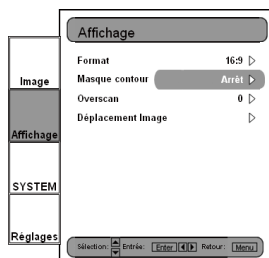 Affichage
Image
Affichage
SYSTEM
Réglages
Format 16:9
Masque contour Arrêt
Overscan 0
Déplacement Image
Sélection: Entrée: Enter Retour: Menu